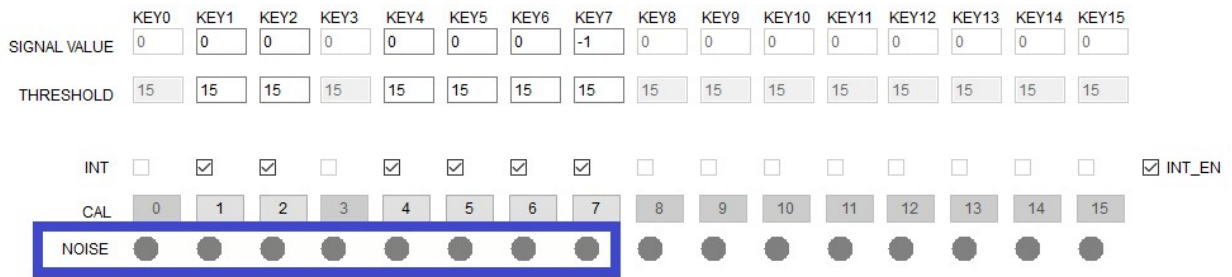 KEY0 KEY1 KEY2 KEY3 KEY4 KEY5 KEY6 KEY7 KEY8 KEY9 KEY10 KEY11 KEY12 KEY13 KEY14 KEY15
SIGNAL VALUE 0 0 0 0 0 0 0 -1 0 0 0 0 0 0 0 0
THRESHOLD 15 15 15 15 15 15 15 15 15 15 15 15 15 15 15 15
INT INT_EN
CAL 0 1 2 3 4 5 6 7 8 9 10 11 12 13 14 15
NOISE